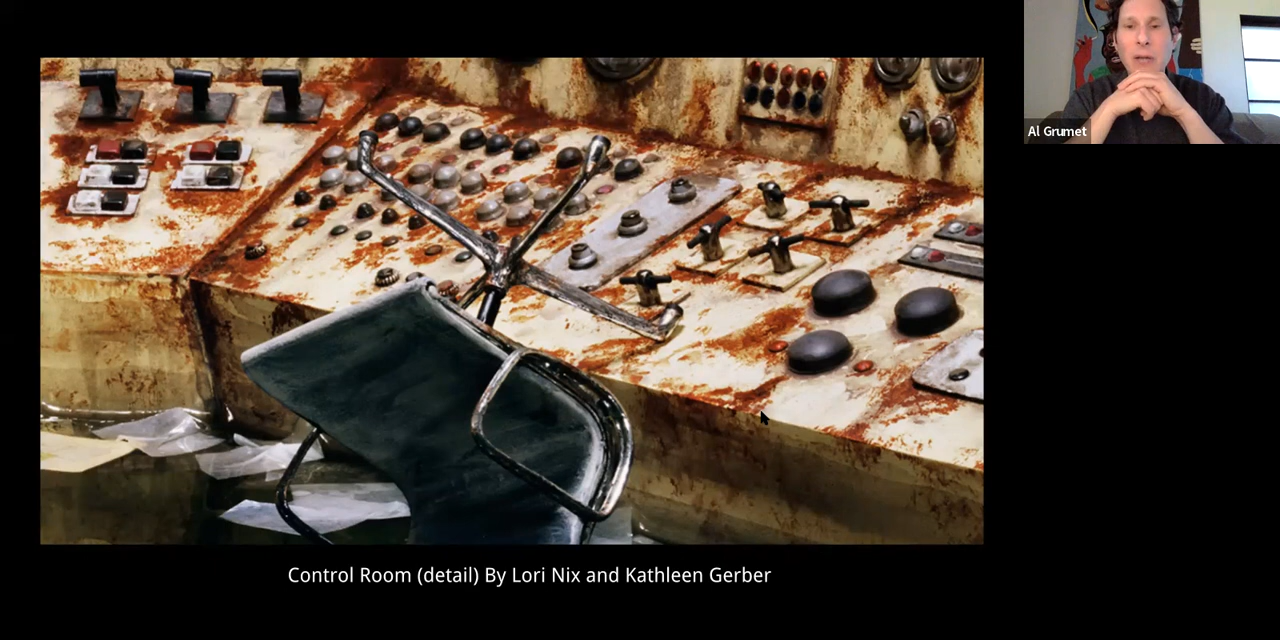 Al Grumet
Control Room (detail) By Lori Nix and Kathleen Gerber